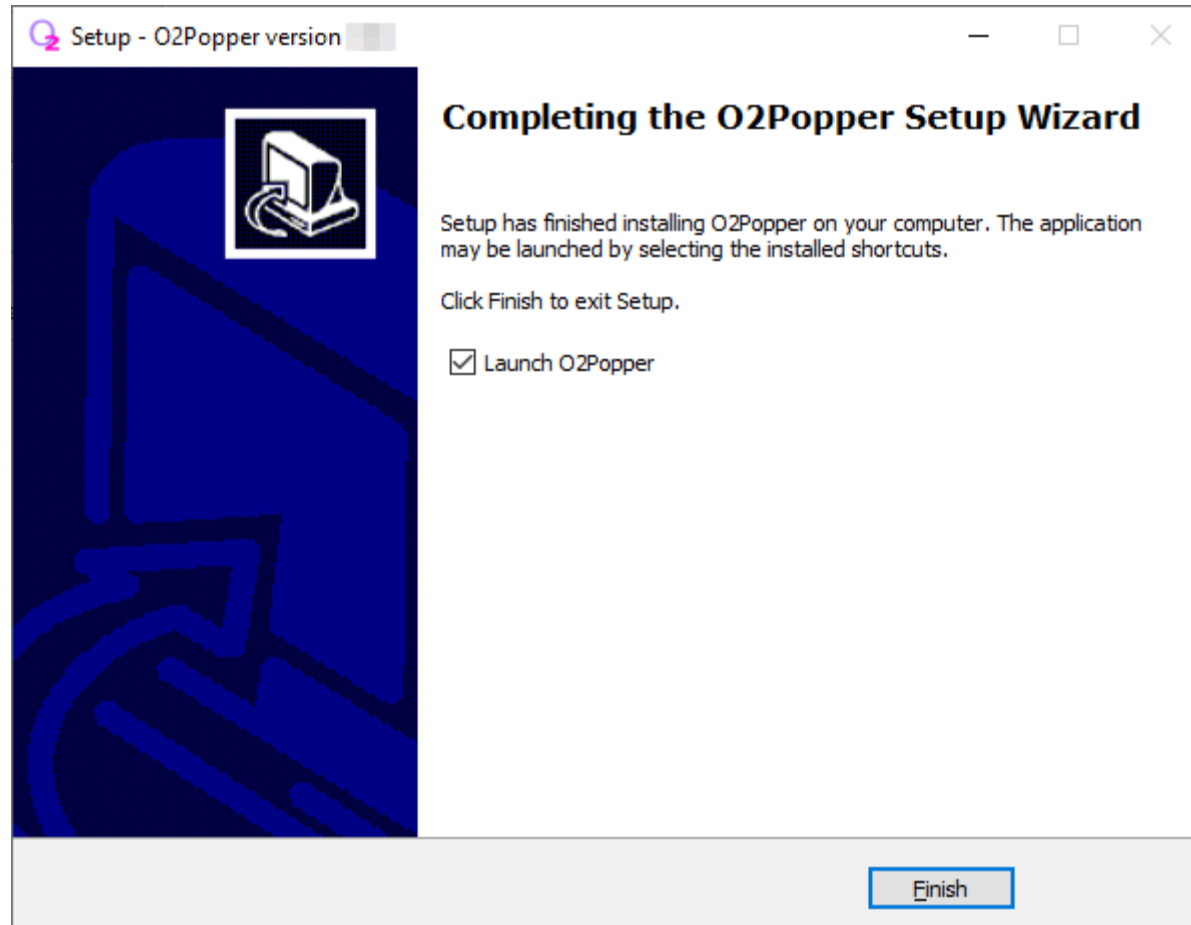 Setup - O2Popper version
Completing the O2Popper Setup Wizard
Setup has finished installing O2Popper on your computer. The application
may be launched by selecting the installed shortcuts.
Click Finish to exit Setup.
Launch O2Popper
Finish